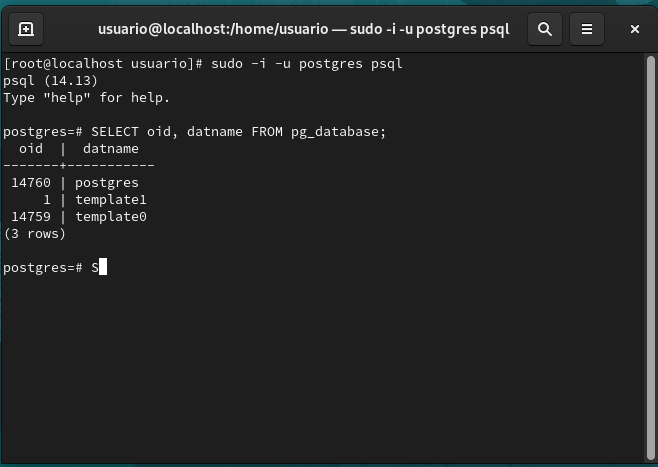 usuario@localhost:/home/usuario — sudo -i -u postgres psql
[root@localhost usuario]# sudo -i -u postgres psql
psql (14.13)
Type "help" for help.
postgres=# SELECT oid, datname FROM pg_database;
  oid  |  datname
-------+-----------
 14760 | postgres
     1 | template1
 14759 | template0
(3 rows)
postgres=# S